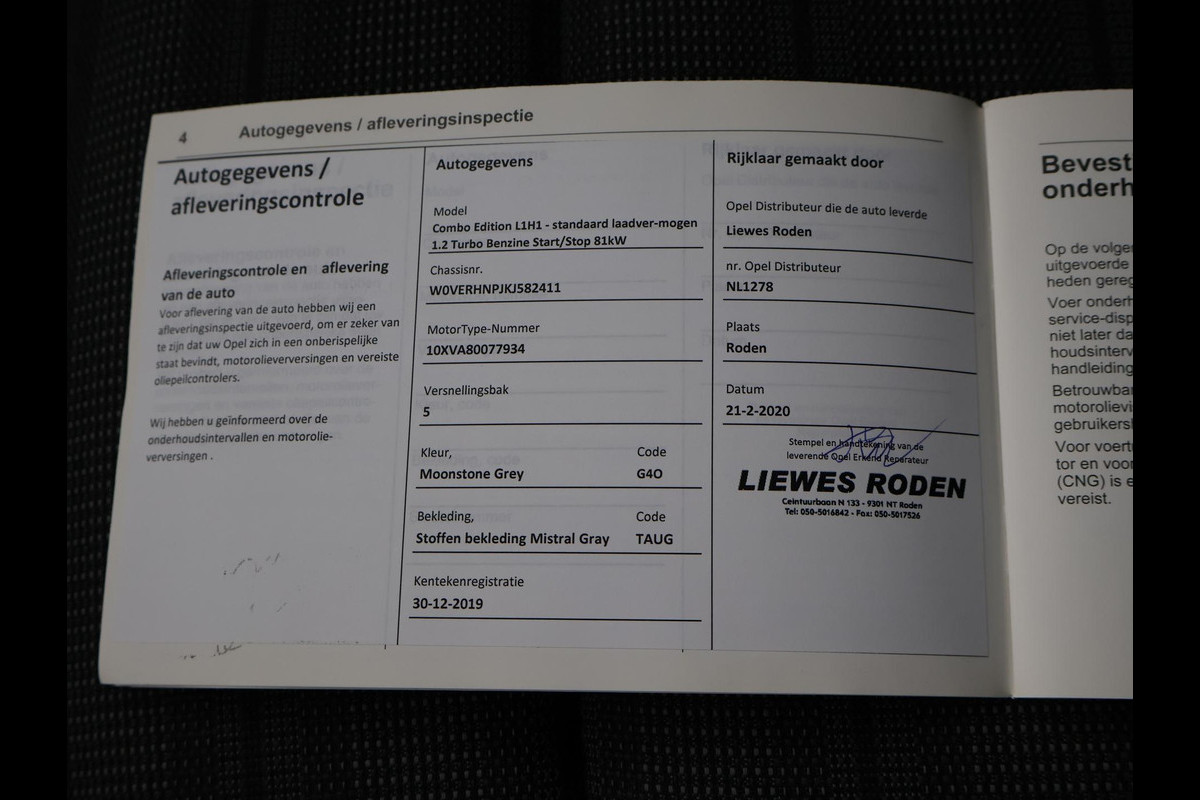 4 Autogegevens / afleveringsinspectie
Autogegevens /
afleveringscontrole
Afleveringscontrole en aflevering
van de auto
Voor aflevering van de auto hebben wij een
afleveringsinspectie uitgevoerd, om er zeker van
te zijn dat uw Opel zich in een onberispelijke
staat bevindt, motorolieverversingen en vereiste
oliepeilcontrolers.
Wij hebben u geïnformeerd over de
onderhoudsintervallen en motorolie-
verversingen .
Autogegevens
Model
Combo Edition L1H1 - standaard laadver-mogen
1.2 Turbo Benzine Start/Stop 81kW
Chassisnr.
W0VERHNPJKJ582411
MotorType-Nummer
10XVA80077934
Versnellingsbak
5
Kleur, Code
Moonstone Grey G4O
Bekleding, Code
Stoffen bekleding Mistral Gray TAUG
Kentekenregistratie
30-12-2019
Rijklaar gemaakt door
Opel Distributeur die de auto leverde
Liewes Roden
nr. Opel Distributeur
NL1278
Plaats
Roden
Datum
21-2-2020
Stempel en handtekening van de
leverende Opel Erkend Reparateur
LIEWES RODEN
Ceintuurbaan N 133 - 9301 NT Roden
Tel: 050-5016842 - Fax: 050-5017526
Bevest
onderh
Op de volge
uitgevoerde
heden gereg
Voer onderh
service-disp
niet later da
houdsinterv
handleiding
Betrouwbar
motorolievi
gebruikersl
Voor voert
tor en voor
(CNG) is e
vereist.